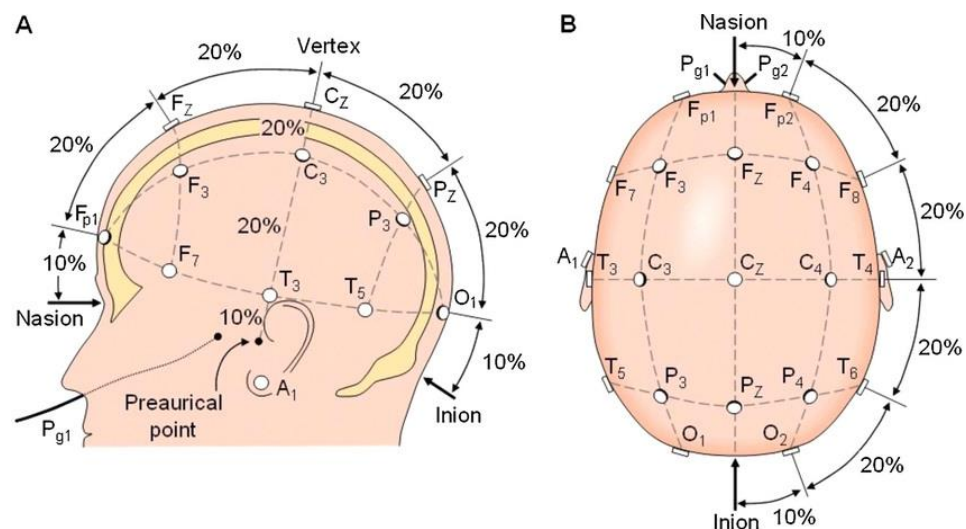 A
Vertex
20%
20%
F_Z
C_Z
20%
20%
20%
F_3
C_3
P_Z
F_p1
20%
P_3
20%
10%
F_7
T_3
T_5
O_1
Nasion
10%
10%
A_1
Preaurical
point
Inion
P_g1
B
Nasion
10%
P_g1
P_g2
20%
F_p1
F_p2
F_7
F_3
F_Z
F_4
F_8
20%
A_1
T_3
C_3
C_Z
C_4
T_4
A_2
20%
T_5
P_3
P_Z
P_4
T_6
O_1
O_2
20%
Inion
10%